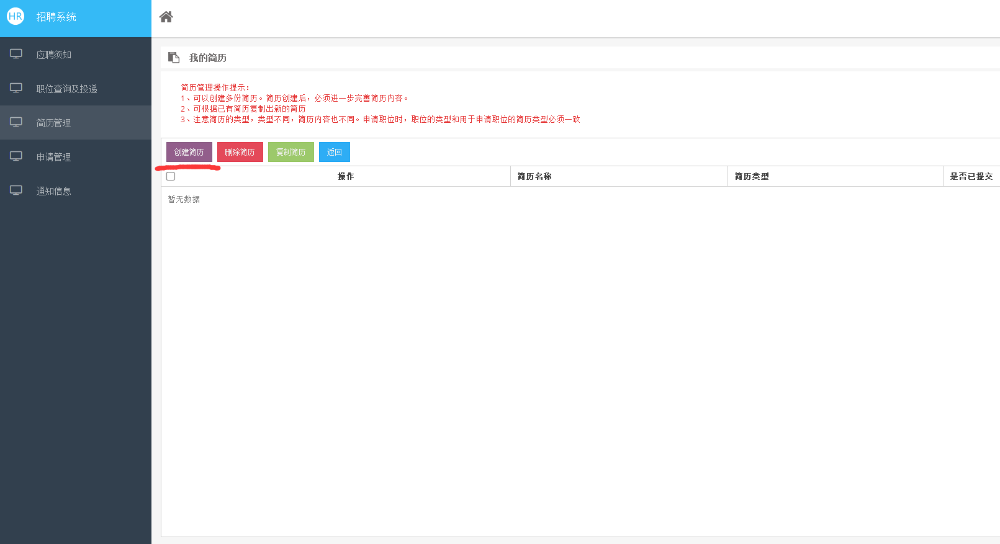 HR 招聘系统
应聘须知
职位查询及投递
简历管理
申请管理
通知信息
我的简历
简历管理操作提示：
1、可以创建多份简历。简历创建后，必须进一步完善简历内容。
2、可根据已有简历复制出新的简历
3、注意简历的类型，类型不同，简历内容也不同。申请职位时，职位的类型和用于申请职位的简历类型必须一致
创建简历 删除简历 复制简历 返回
操作 简历名称 简历类型 是否已提交
暂无数据